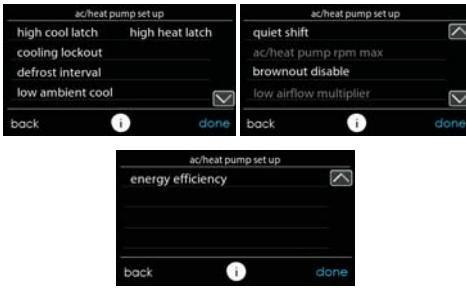 ac/heat pump set up
high cool latch high heat latch
cooling lockout
defrost interval
low ambient cool
back i done
ac/heat pump set up
quiet shift
ac/heat pump rpm max
brownout disable
low airflow multiplier
back i done
ac/heat pump set up
energy efficiency
back i done